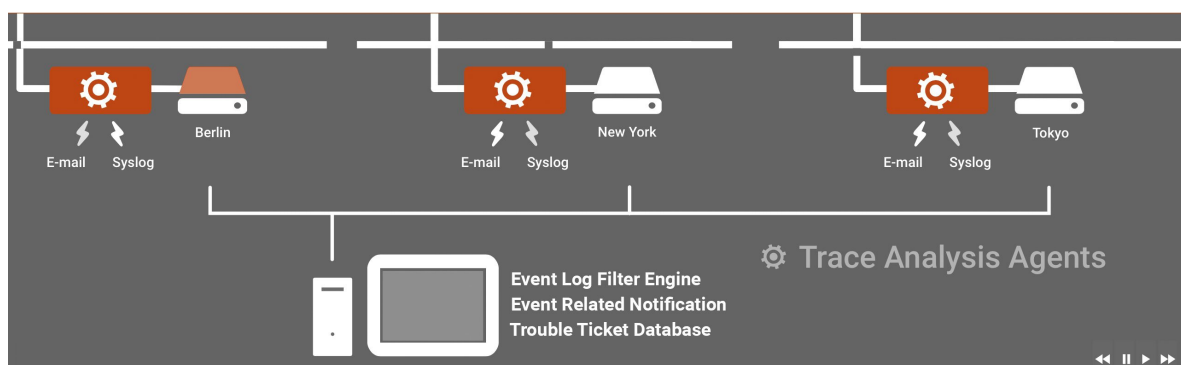 Berlin
E-mail Syslog
New York
E-mail Syslog
Tokyo
E-mail Syslog
Trace Analysis Agents
Event Log Filter Engine
Event Related Notification
Trouble Ticket Database